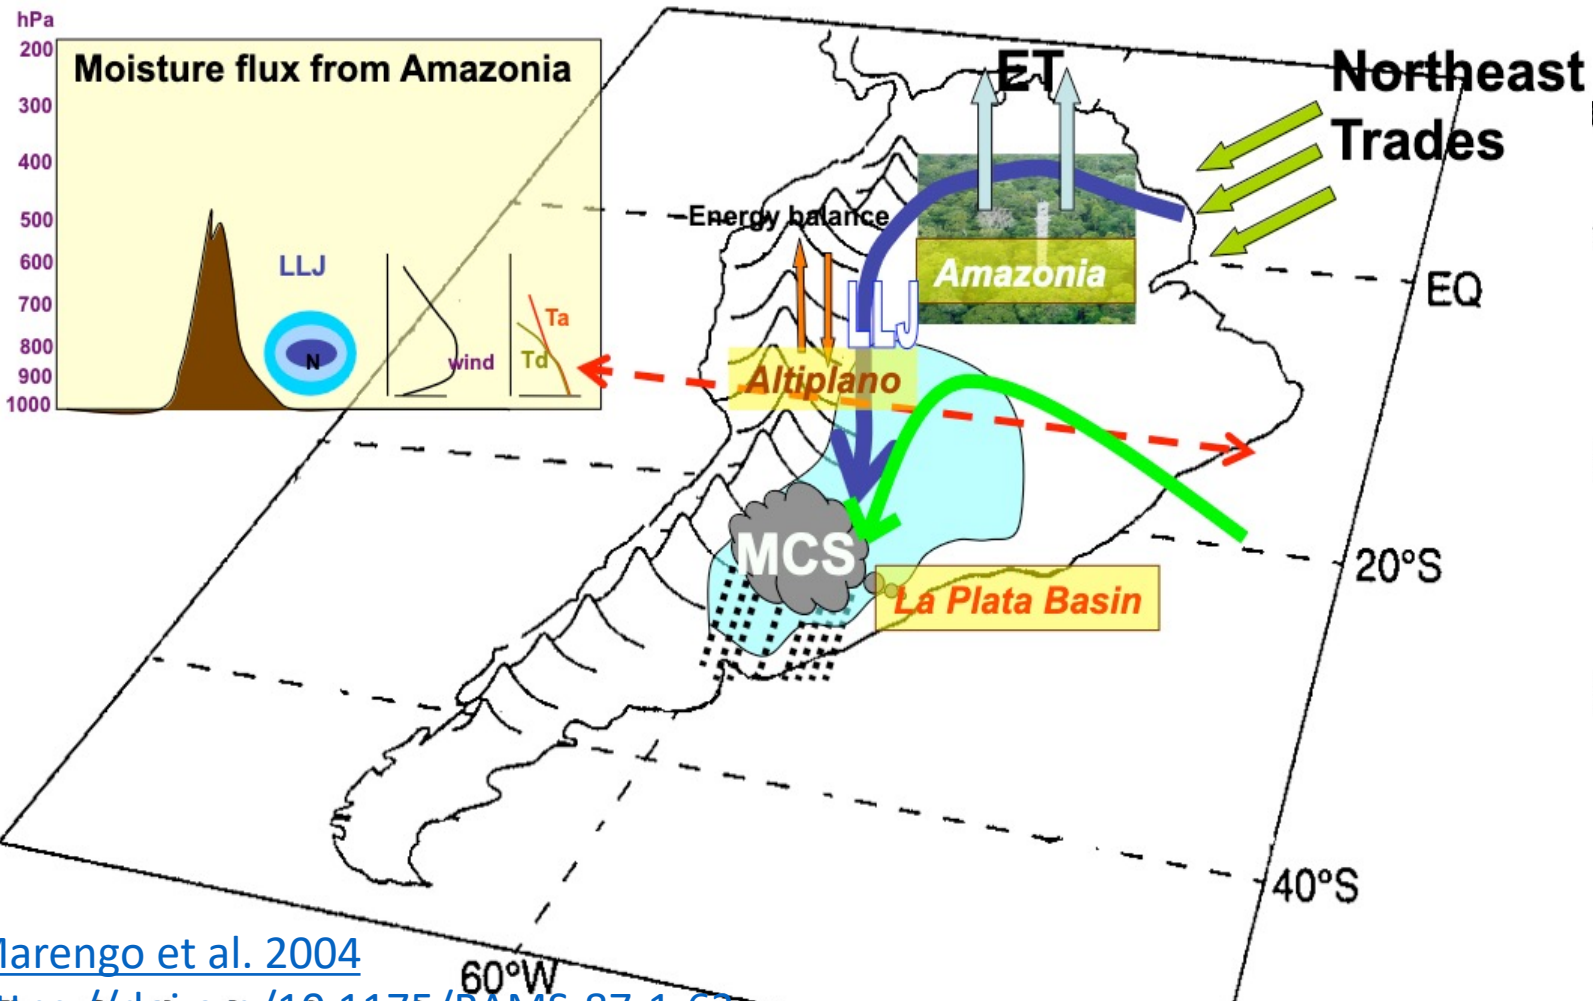 hPa
200
300
400
500
600
700
800
900
1000
Moisture flux from Amazonia
LLJ
N
wind
Ta
Td
ET
Northeast
Trades
Energy balance
Amazonia
LLJ
EQ
Altiplano
MCS
20°S
La Plata Basin
40°S
60°W
Marengo et al. 2004